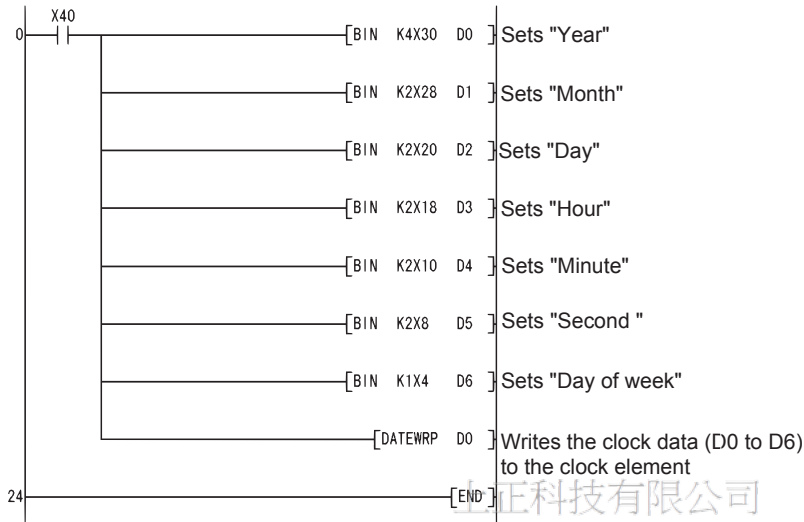 X40
0 [BIN K4X30 D0 ] Sets "Year"
[BIN K2X28 D1 ] Sets "Month"
[BIN K2X20 D2 ] Sets "Day"
[BIN K2X18 D3 ] Sets "Hour"
[BIN K2X10 D4 ] Sets "Minute"
[BIN K2X8 D5 ] Sets "Second "
[BIN K1X4 D6 ] Sets "Day of week"
[DATEWRP D0 ] Writes the clock data (D0 to D6)
to the clock element
24 [END ]
上正科技有限公司